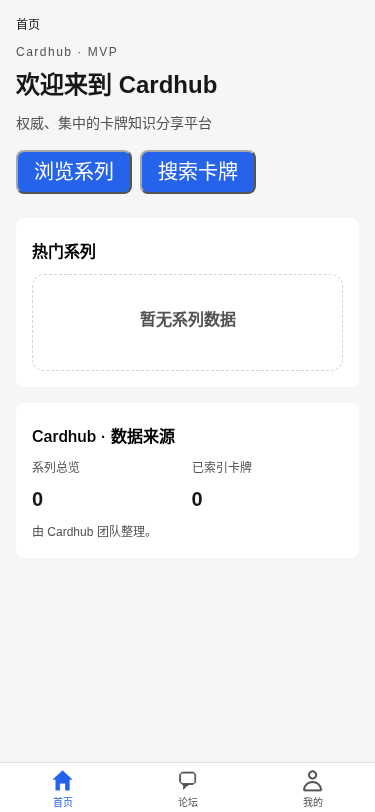 首页
Cardhub · MVP
欢迎来到 Cardhub
权威、集中的卡牌知识分享平台
浏览系列 搜索卡牌
热门系列
暂无系列数据
Cardhub · 数据来源
系列总览 已索引卡牌
0 0
由 Cardhub 团队整理。
首页 论坛 我的